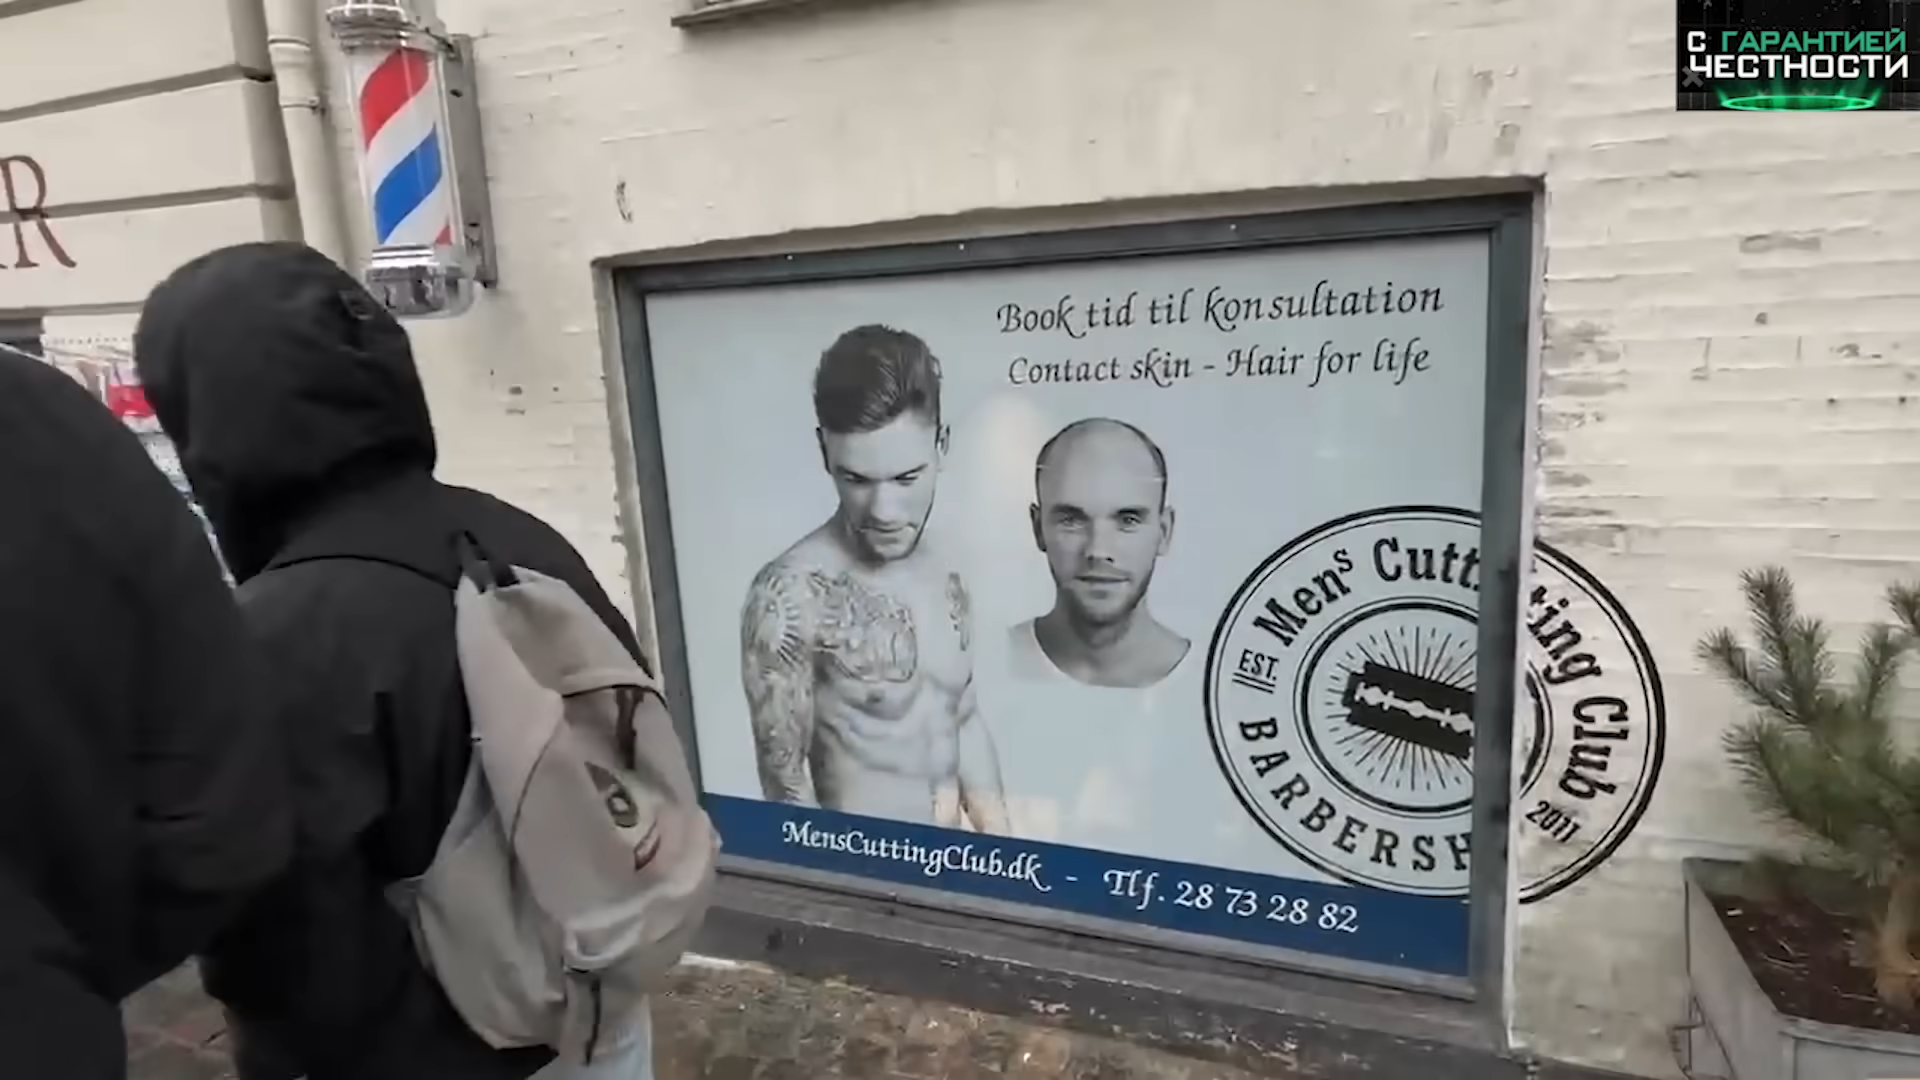 С ГАРАНТИЕЙ
ЧЕСТНОСТИ
R
Book tid til konsultation
Contact skin - Hair for life
Mens Cutting Club
EST.
2011
BARBERSH
MensCuttingClub.dk - Tlf. 28 73 28 82